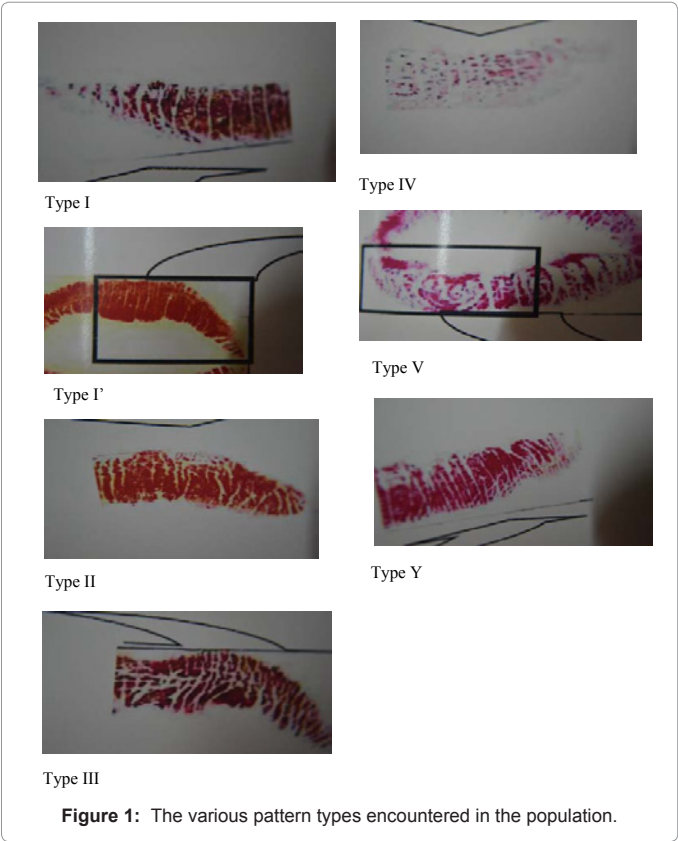 Type I
Type IV
Type I’
Type V
Type II
Type Y
Type III
Figure 1: The various pattern types encountered in the population.